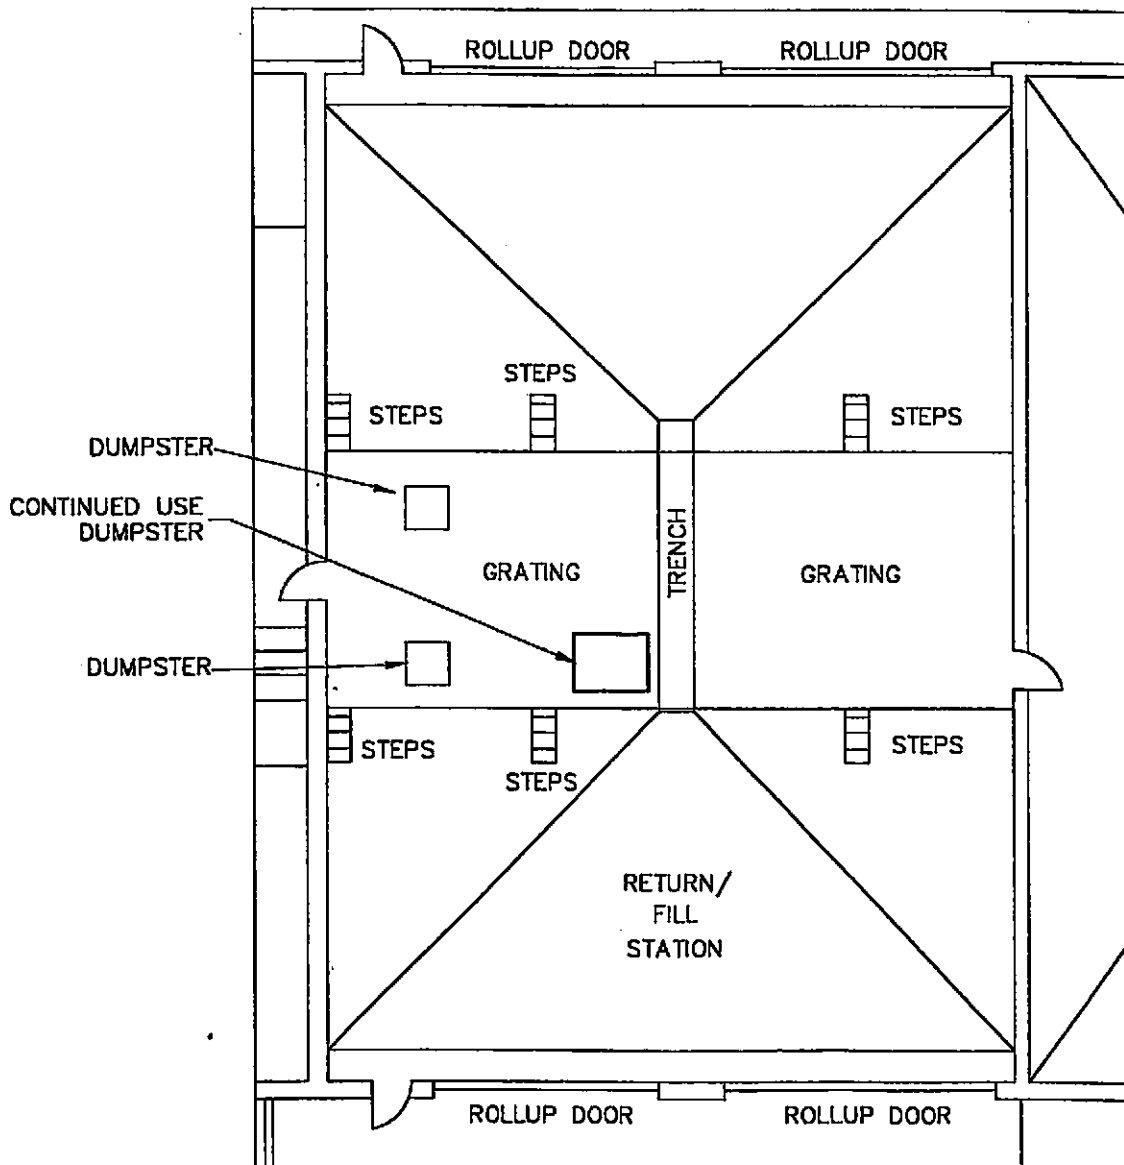 ROLLUP DOOR
ROLLUP DOOR
STEPS
STEPS
STEPS
DUMPSTER
CONTINUED USE
DUMPSTER
GRATING
TRENCH
GRATING
DUMPSTER
STEPS
STEPS
STEPS
RETURN/
FILL
STATION
ROLLUP DOOR
ROLLUP DOOR